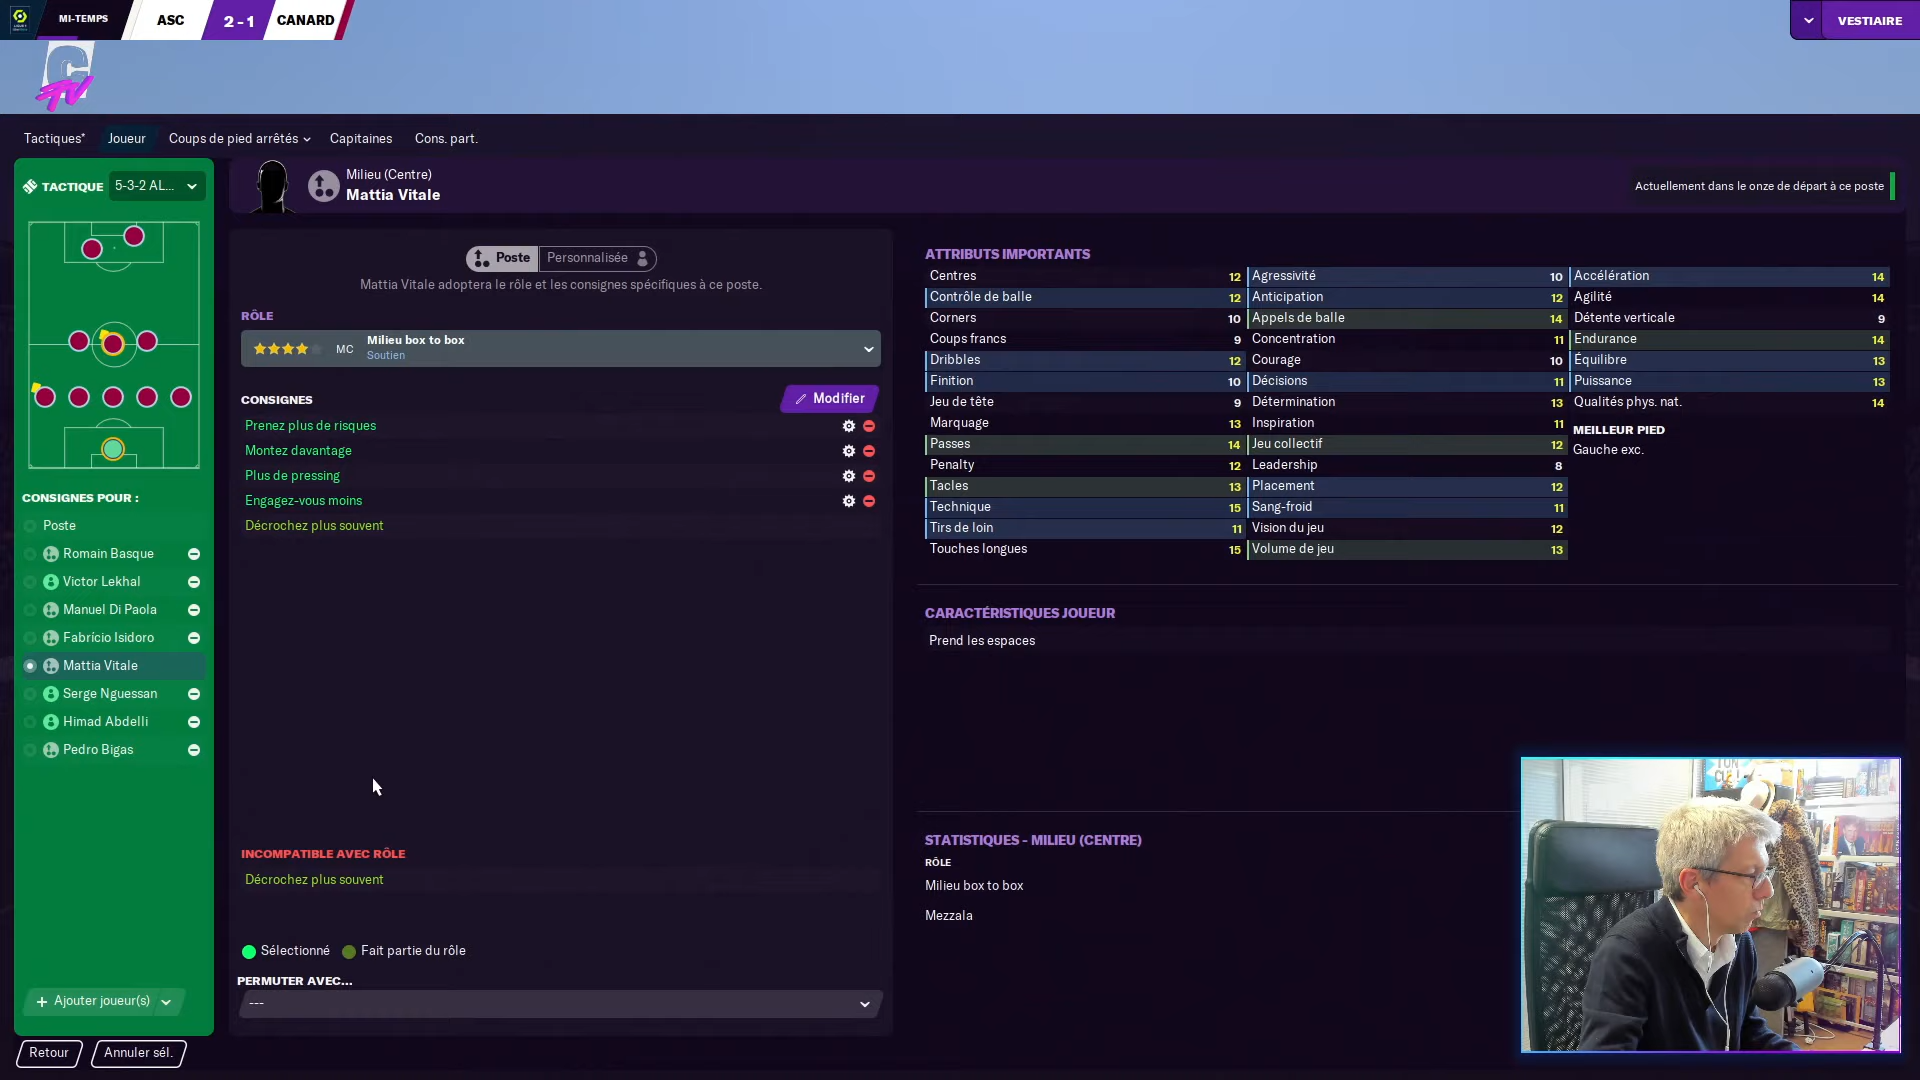 MI-TEMPS
ASC
2 - 1
CANARD
VESTIAIRE
TV
Tactiques*
Joueur
Coups de pied arrêtés
Capitaines
Cons. part.
TACTIQUE
5-3-2 AL...
Milieu (Centre)
Mattia Vitale
Actuellement dans le onze de départ à ce poste
Poste
Personnalisée
Mattia Vitale adoptera le rôle et les consignes spécifiques à ce poste.
RÔLE
MC
Milieu box to box
Soutien
CONSIGNES
Modifier
Prenez plus de risques
Montez davantage
Plus de pressing
Engagez-vous moins
Décrochez plus souvent
INCOMPATIBLE AVEC RÔLE
Décrochez plus souvent
Sélectionné
Fait partie du rôle
PERMUTER AVEC...
---
CONSIGNES POUR :
Poste
Romain Basque
Victor Lekhal
Manuel Di Paola
Fabrício Isidoro
Mattia Vitale
Serge Nguessan
Himad Abdelli
Pedro Bigas
Ajouter joueur(s)
Retour
Annuler sél.
ATTRIBUTS IMPORTANTS
Centres 12 Agressivité 10 Accélération 14
Contrôle de balle 12 Anticipation 12 Agilité 14
Corners 10 Appels de balle 14 Détente verticale 9
Coups francs 9 Concentration 11 Endurance 14
Dribbles 12 Courage 10 Équilibre 13
Finition 10 Décisions 11 Puissance 13
Jeu de tête 9 Détermination 13 Qualités phys. nat. 14
Marquage 13 Inspiration 11
MEILLEUR PIED
Passes 14 Jeu collectif 12 Gauche exc.
Penalty 12 Leadership 8
Tacles 13 Placement 12
Technique 15 Sang-froid 11
Tirs de loin 11 Vision du jeu 12
Touches longues 15 Volume de jeu 13
CARACTÉRISTIQUES JOUEUR
Prend les espaces
STATISTIQUES - MILIEU (CENTRE)
RÔLE
Milieu box to box
Mezzala